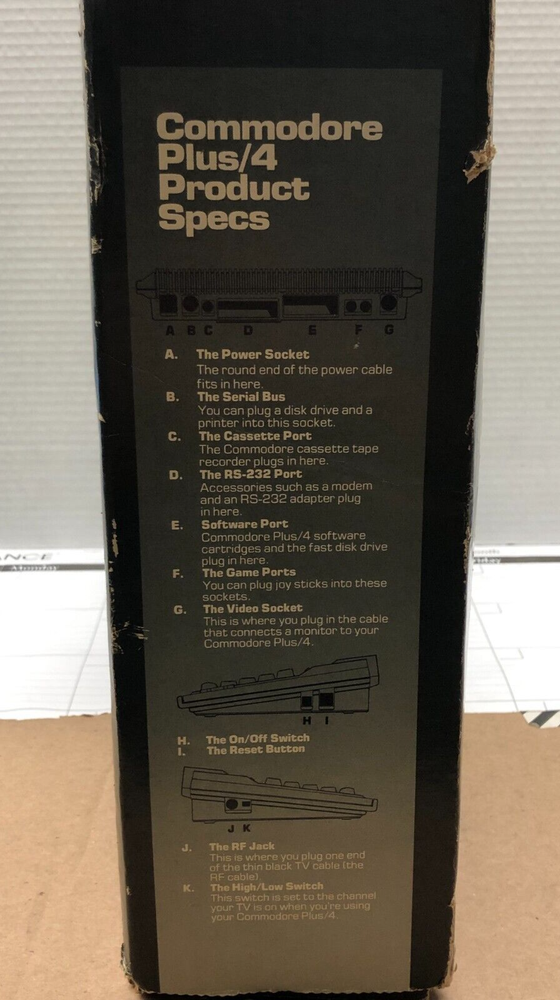 Commodore
Plus/4
Product
Specs
A B C D E F G
A. The Power Socket
The round end of the power cable
fits in here.
B. The Serial Bus
You can plug a disk drive and a
printer into this socket.
C. The Cassette Port
The Commodore cassette tape
recorder plugs in here.
D. The RS-232 Port
Accessories such as a modem
and an RS-232 adapter plug
in here.
E. Software Port
Commodore Plus/4 software
cartridges and the fast disk drive
plug in here.
F. The Game Ports
You can plug joy sticks into these
sockets.
G. The Video Socket
This is where you plug in the cable
that connects a monitor to your
Commodore Plus/4.
H I
H. The On/Off Switch
I. The Reset Button
J K
J. The RF Jack
This is where you plug one end
of the thin black TV cable (the
RF cable).
K. The High/Low Switch
This switch is set to the channel
your TV is on when you're using
your Commodore Plus/4.
Monday